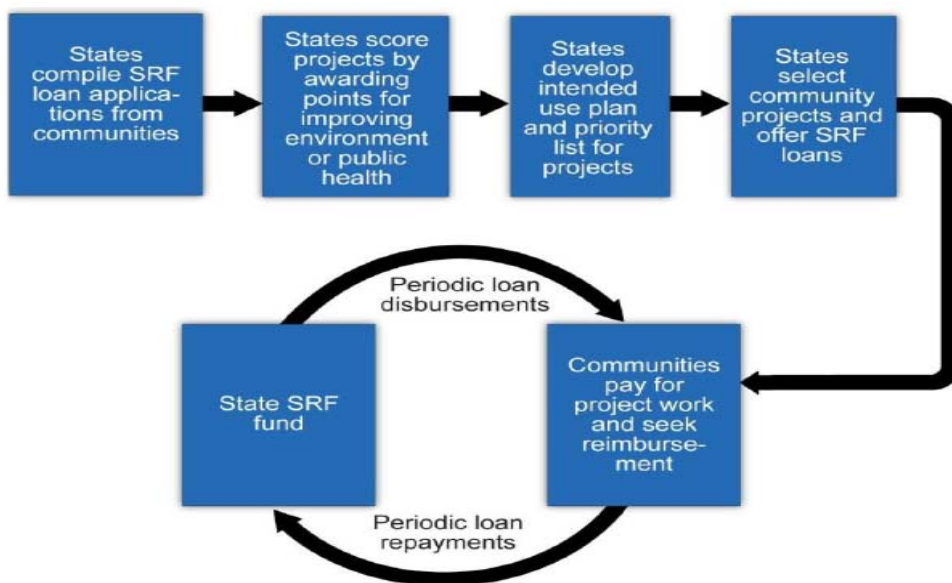 States
compile SRF
loan applica-
tions from
communities
States score
projects by
awarding
points for
improving
environment
or public
health
States
develop
intended
use plan
and priority
list for
projects
States
select
community
projects and
offer SRF
loans
Periodic loan
disbursements
State SRF
fund
Communities
pay for
project work
and seek
reimburse-
ment
Periodic loan
repayments